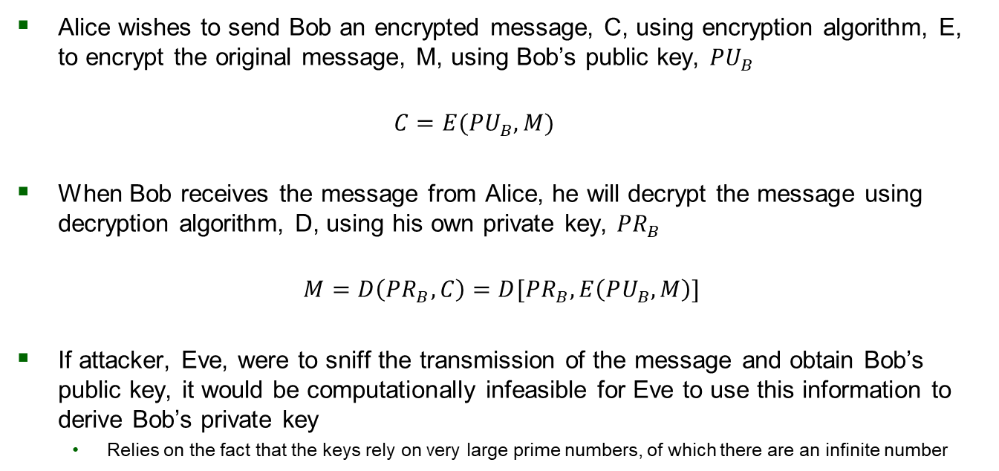 ▪ Alice wishes to send Bob an encrypted message, C, using encryption algorithm, E,
to encrypt the original message, M, using Bob's public key, $PU_B$
$C = E(PU_B, M)$
▪ When Bob receives the message from Alice, he will decrypt the message using
decryption algorithm, D, using his own private key, $PR_B$
$M = D(PR_B, C) = D[PR_B, E(PU_B, M)]$
▪ If attacker, Eve, were to sniff the transmission of the message and obtain Bob's
public key, it would be computationally infeasible for Eve to use this information to
derive Bob's private key
• Relies on the fact that the keys rely on very large prime numbers, of which there are an infinite number